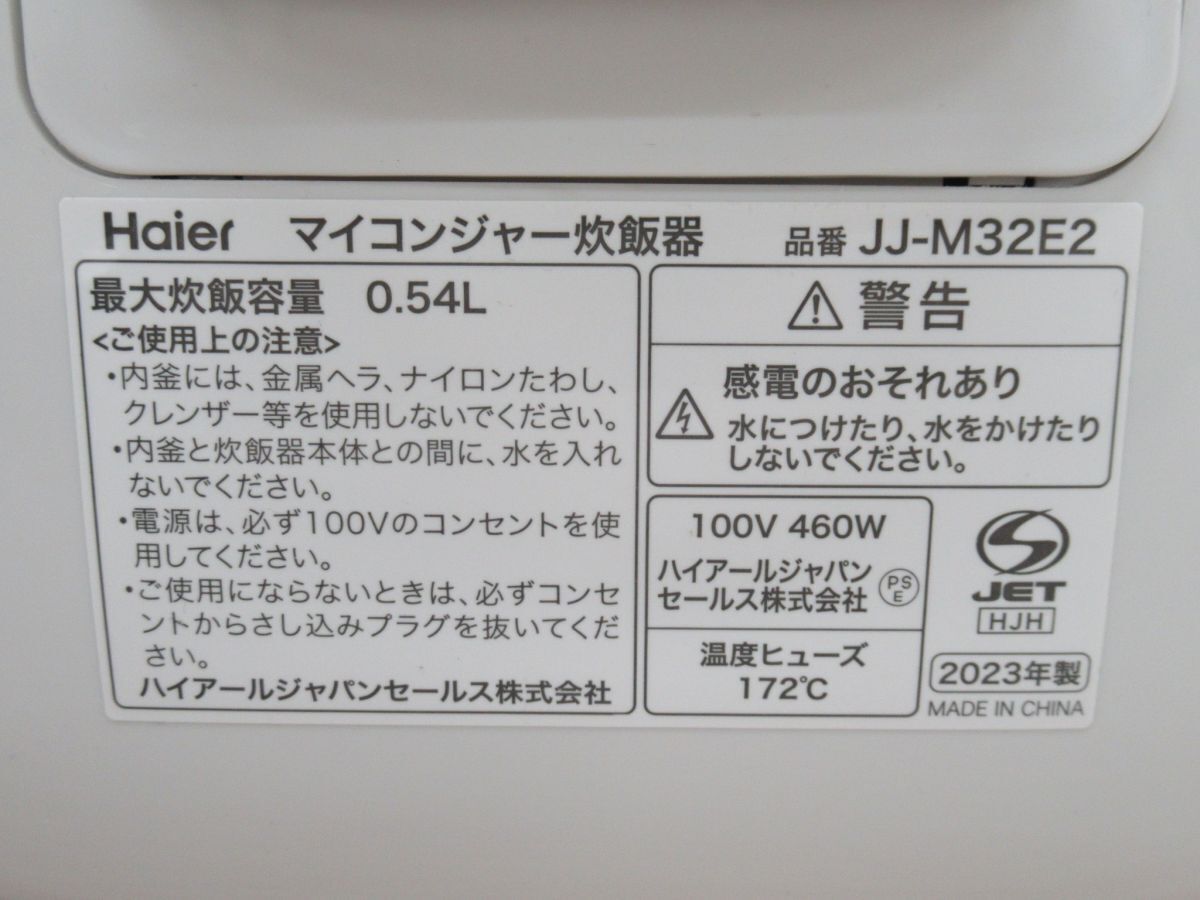 Haier マイコンジャー炊飯器 品番 JJ-M32E2
最大炊飯容量 0.54L
<ご使用上の注意>
・内釜には、金属ヘラ、ナイロンたわし、
クレンザー等を使用しないでください。
・内釜と炊飯器本体との間に、水を入れ
ないでください。
・電源は、必ず100Vのコンセントを使
用してください。
・ご使用にならないときは、必ずコンセ
ントからさし込みプラグを抜いてくだ
さい。
ハイアールジャパンセールス株式会社
警告
感電のおそれあり
水につけたり、水をかけたり
しないでください。
100V 460W
ハイアールジャパン
セールス株式会社
PS
E
温度ヒューズ
172℃
JET
HJH
2023年製
MADE IN CHINA